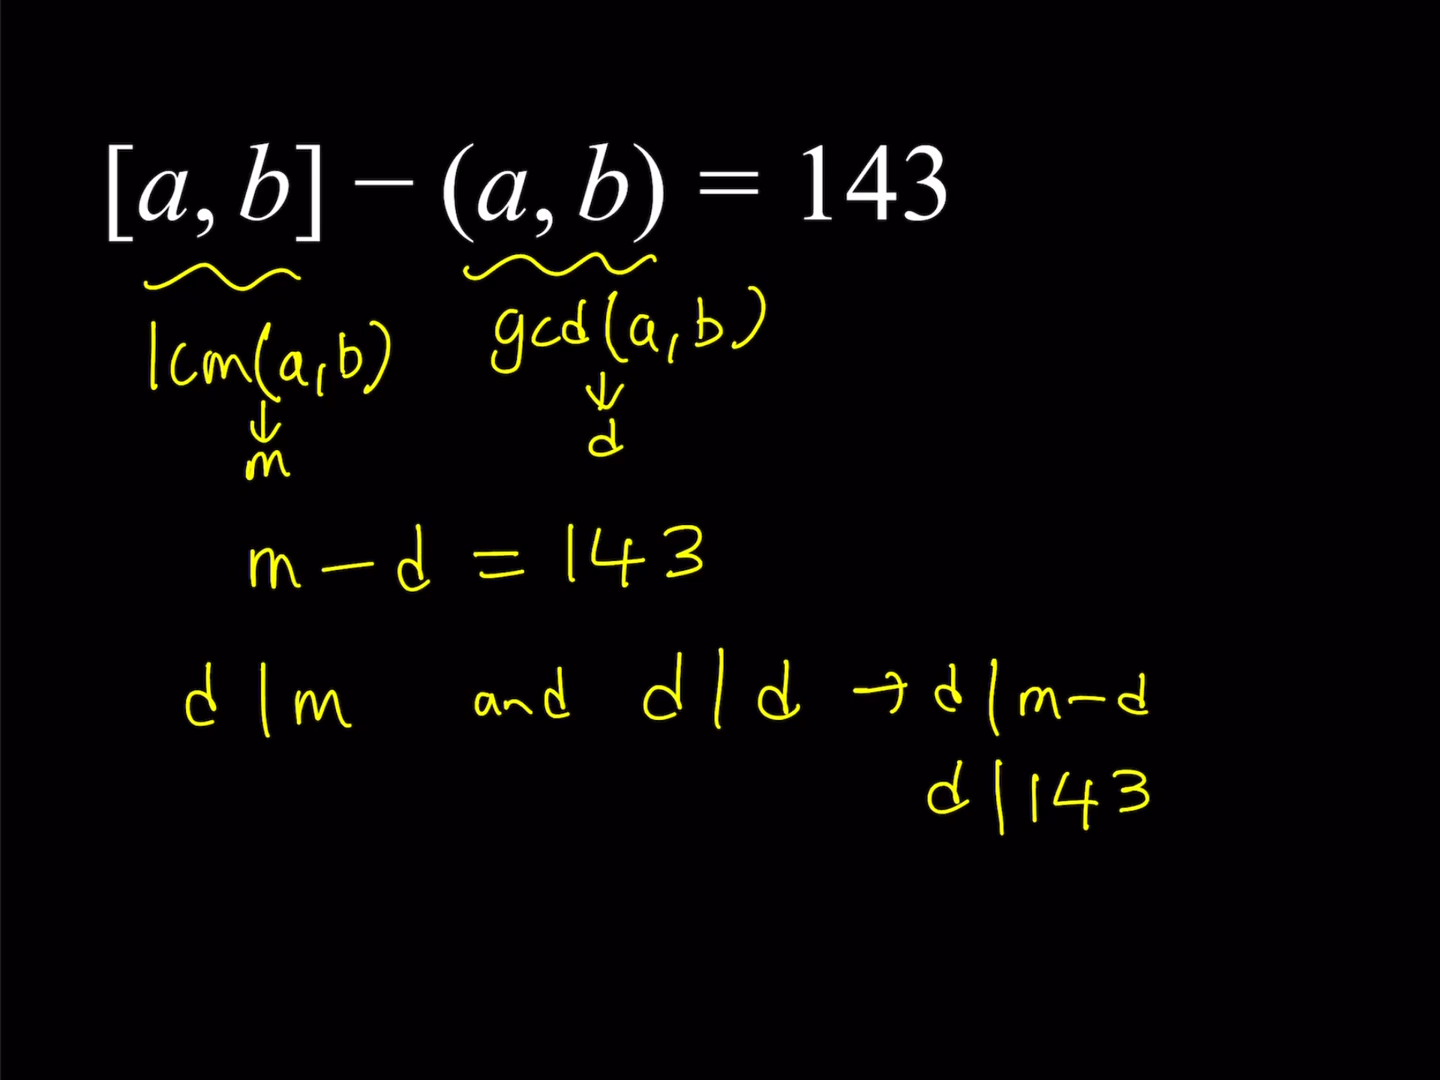 [a, b] − (a, b) = 143
lcm(a,b) gcd(a,b)
↓ ↓
m d
m − d = 143
d | m and d | d → d | m − d
d | 143